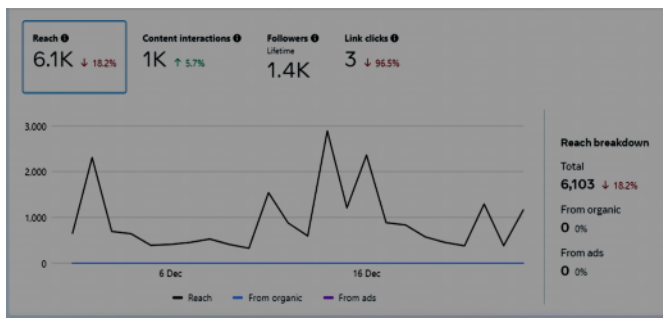 Reach
6.1K ↓ 18.2%
Content interactions
1K ↑ 5.7%
Followers
Lifetime
1.4K
Link clicks
3 ↓ 96.5%
3.000
2.000
1.000
0
6 Dec
16 Dec
Reach
From organic
From ads
Reach breakdown
Total
6,103 ↓ 18.2%
From organic
0 0%
From ads
0 0%